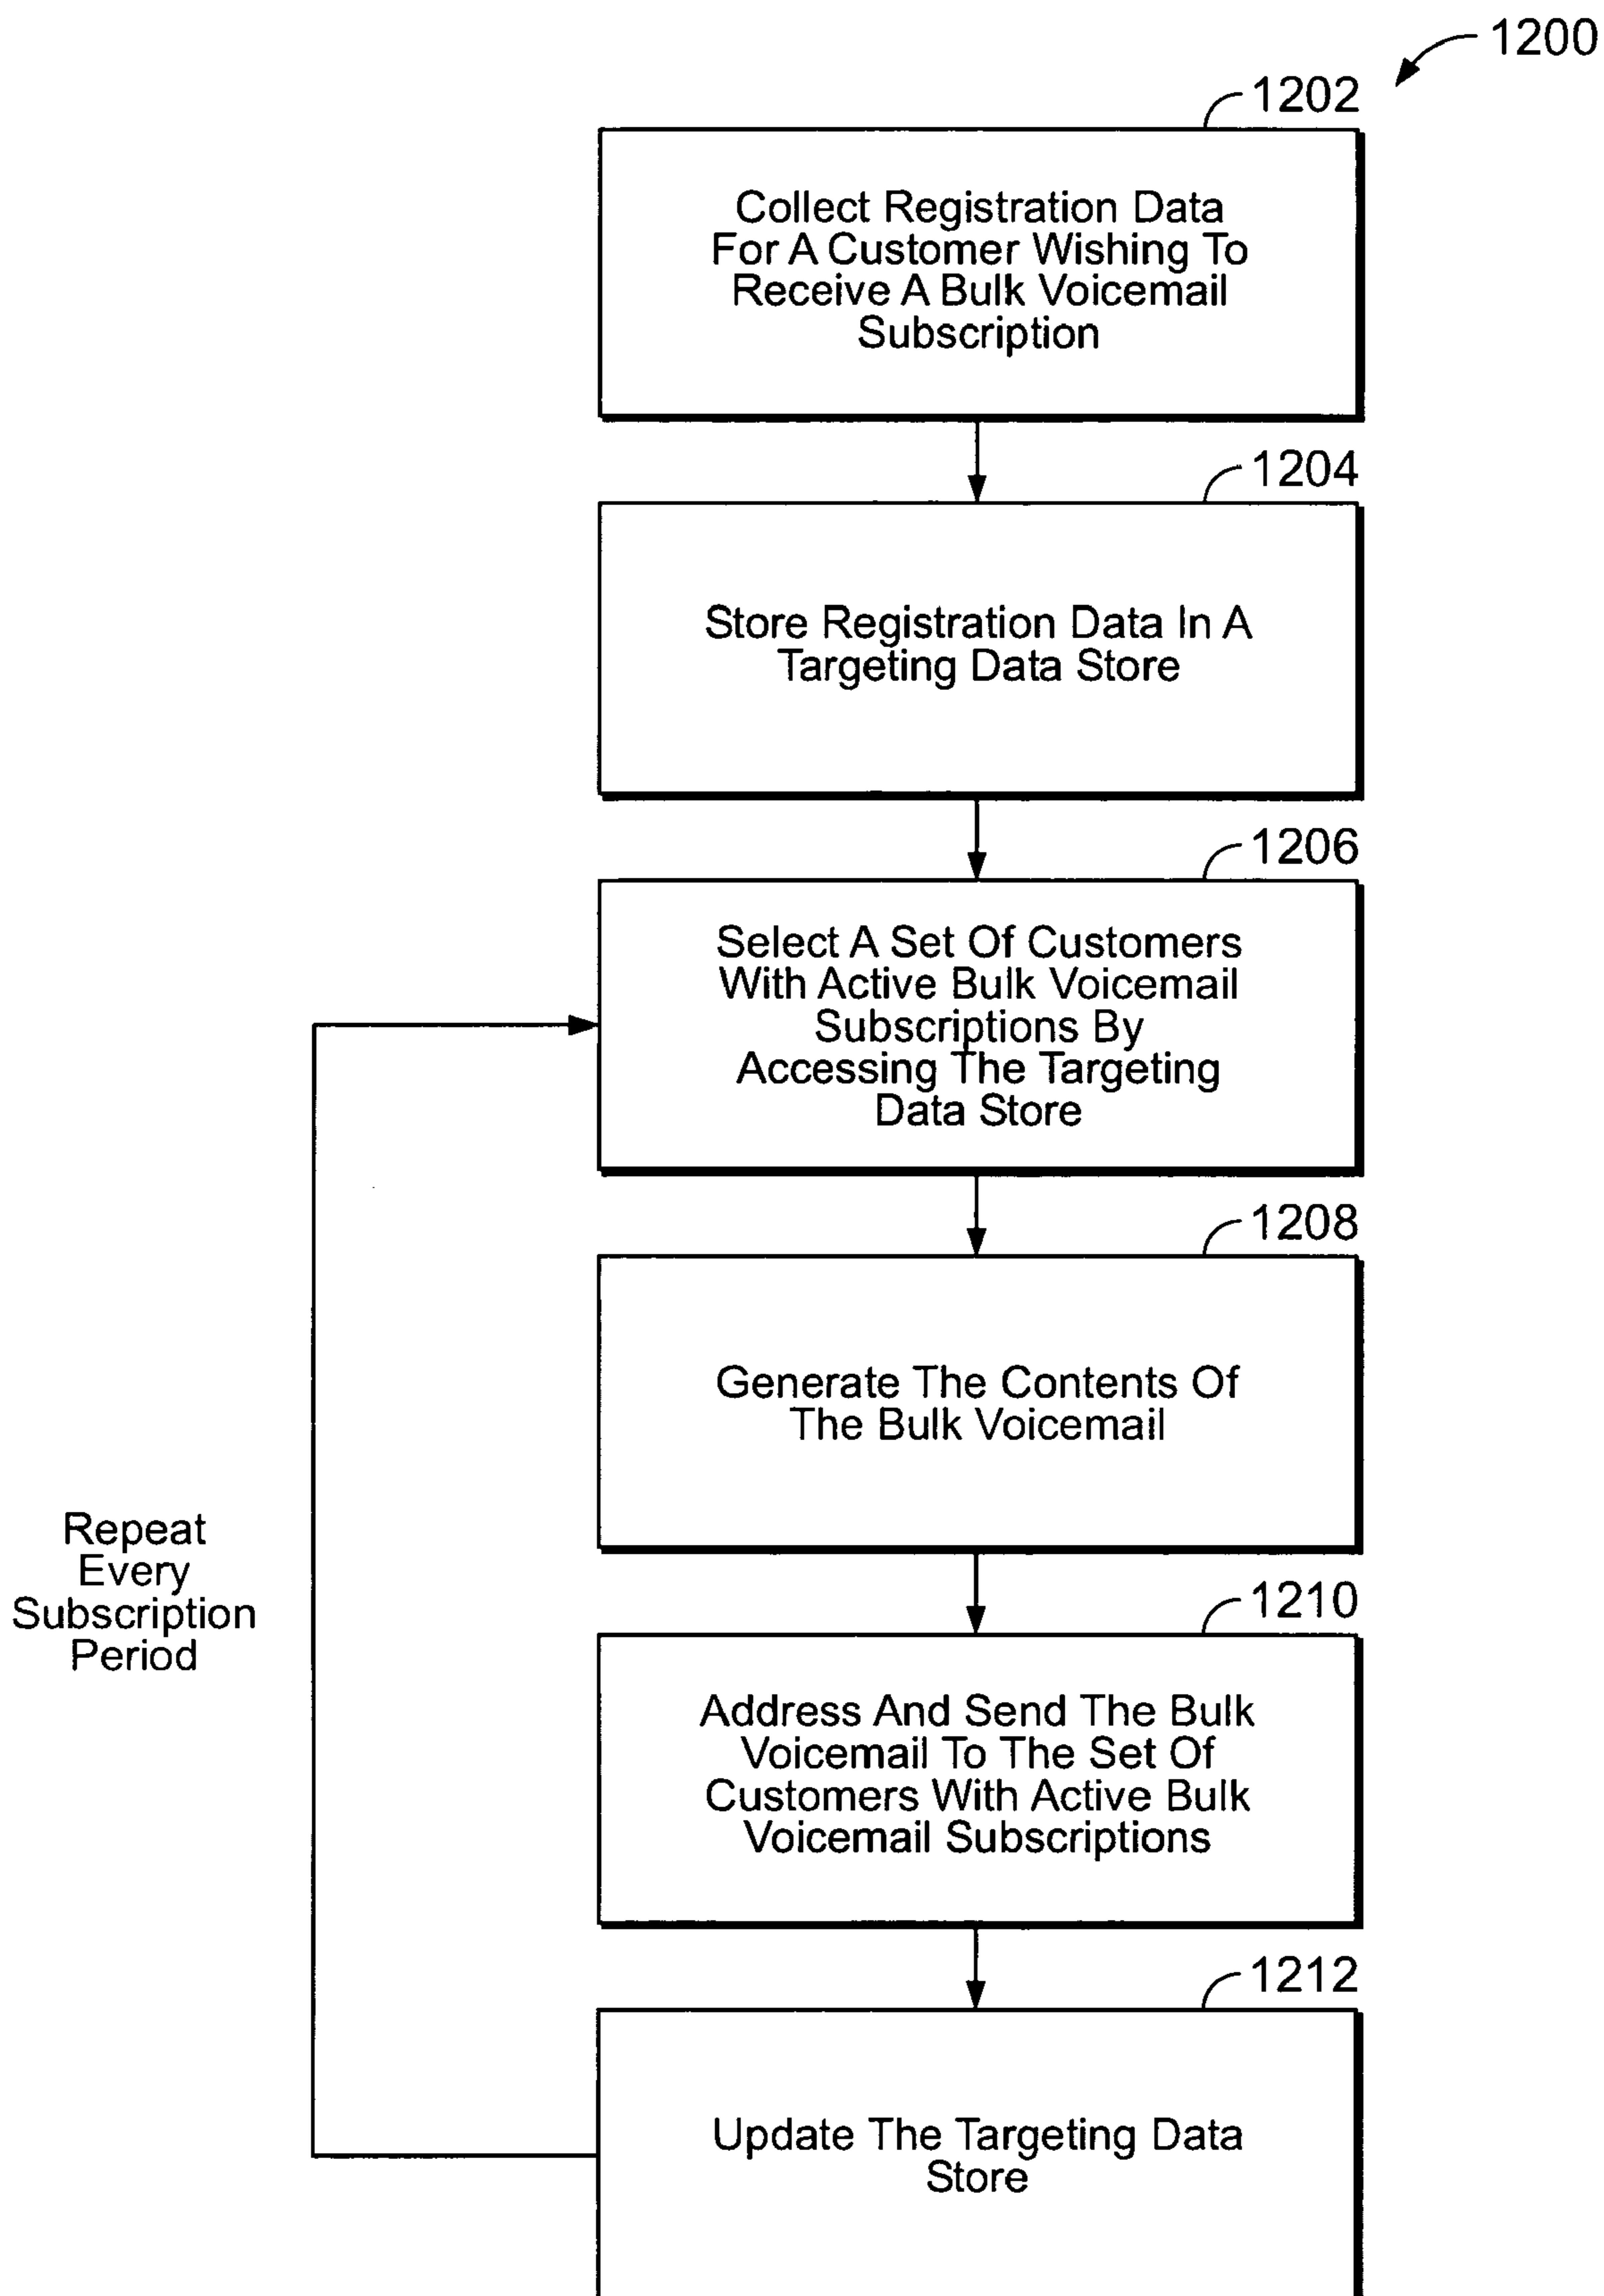 1200
1202
Collect Registration Data
For A Customer Wishing To
Receive A Bulk Voicemail
Subscription
1204
Store Registration Data In A
Targeting Data Store
1206
Select A Set Of Customers
With Active Bulk Voicemail
Subscriptions By
Accessing The Targeting
Data Store
1208
Generate The Contents Of
The Bulk Voicemail
Repeat
Every
Subscription
Period
1210
Address And Send The Bulk
Voicemail To The Set Of
Customers With Active Bulk
Voicemail Subscriptions
1212
Update The Targeting Data
Store